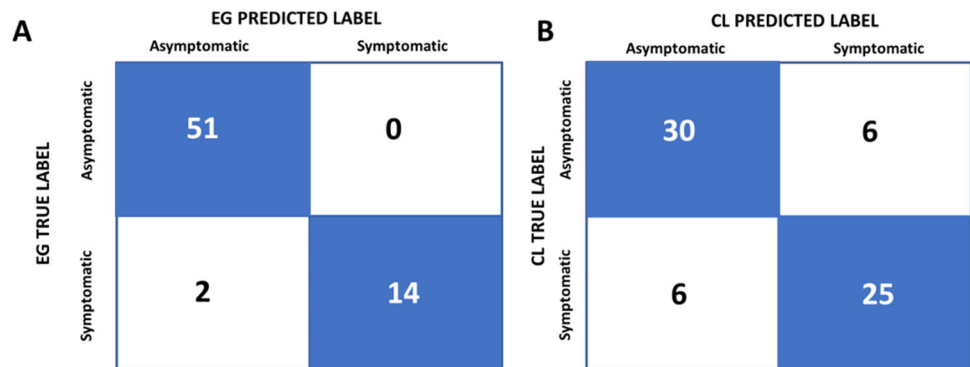 A
EG PREDICTED LABEL
Asymptomatic Symptomatic
EG TRUE LABEL
Asymptomatic
51 0
Symptomatic
2 14
B
CL PREDICTED LABEL
Asymptomatic Symptomatic
CL TRUE LABEL
Asymptomatic
30 6
Symptomatic
6 25